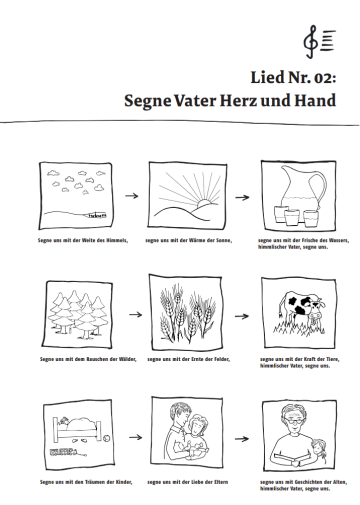 Lied Nr. 02:
Segne Vater Herz und Hand
Segne uns mit der Weite des Himmels,
segne uns mit der Wärme der Sonne,
segne uns mit der Frische des Wassers,
himmlischer Vater, segne uns.
Segne uns mit dem Rauschen der Wälder,
segne uns mit der Ernte der Felder,
segne uns mit der Kraft der Tiere,
himmlischer Vater, segne uns.
Segne uns mit den Träumen der Kinder,
segne uns mit der Liebe der Eltern
segne uns mit Geschichten der Alten,
himmlischer Vater, segne uns.